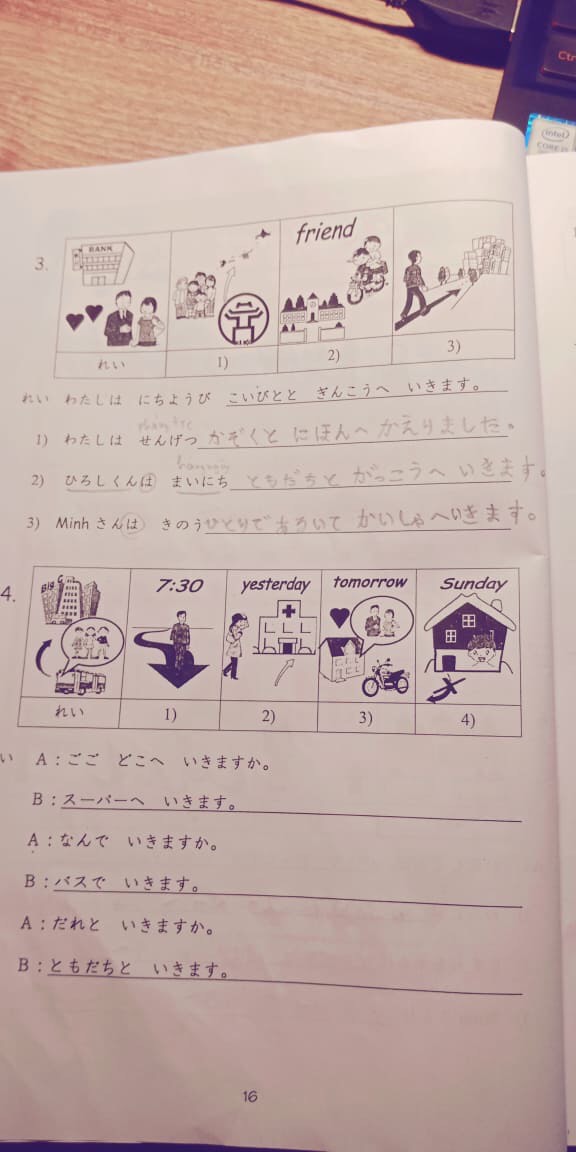 Ctr
intel
CORE i5
3.
BANK
friend
れい 1) 2) 3)
れい わたしは にちようび こいびとと ぎんこうへ いきます。
1) わたしは せんげつ かぞくと にほんへ かえりました。
2) ひろしくんは まいにち ともだちと がっこうへ いきます。
3) Minhさんは きのう ひとりで あるいて かいしゃへいきます。
4.
BIG C 7:30 yesterday tomorrow Sunday
れい 1) 2) 3) 4)
い A:ごご どこへ いきますか。
B:スーパーへ いきます。
A:なんで いきますか。
B:バスで いきます。
A:だれと いきますか。
B:ともだちと いきます。
16